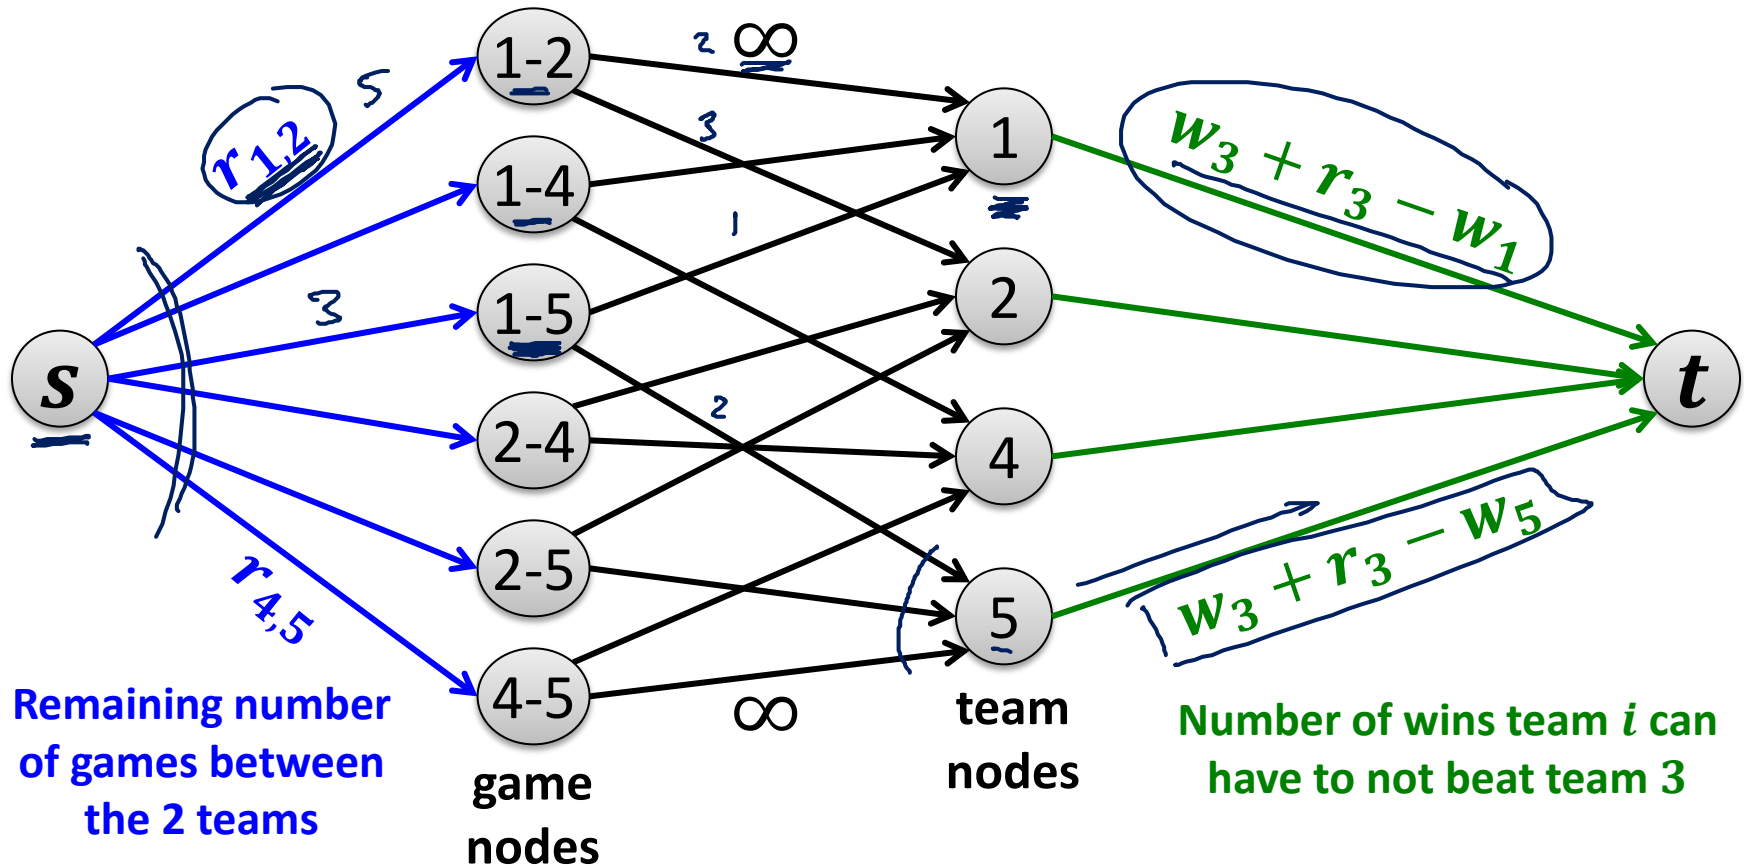 1-2
2 ∞
5
3
r1,2
1-4
1
w3 + r3 − w1
1
1-5
3
2
s
2
2-4
4
t
2-5
5
w3 + r3 − w5
r4,5
4-5
∞
Remaining number
of games between
the 2 teams
game
nodes
team
nodes
Number of wins team i can
have to not beat team 3